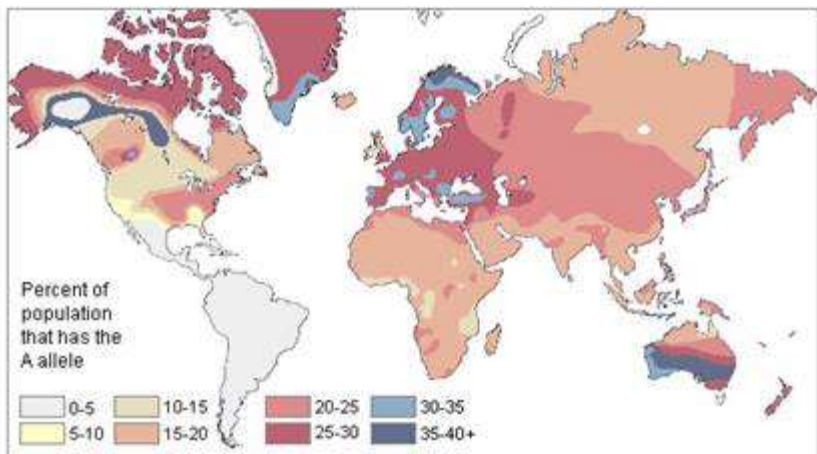 Percent of
population
that has the
A allele
0-5 10-15 20-25 30-35
5-10 15-20 25-30 35-40+